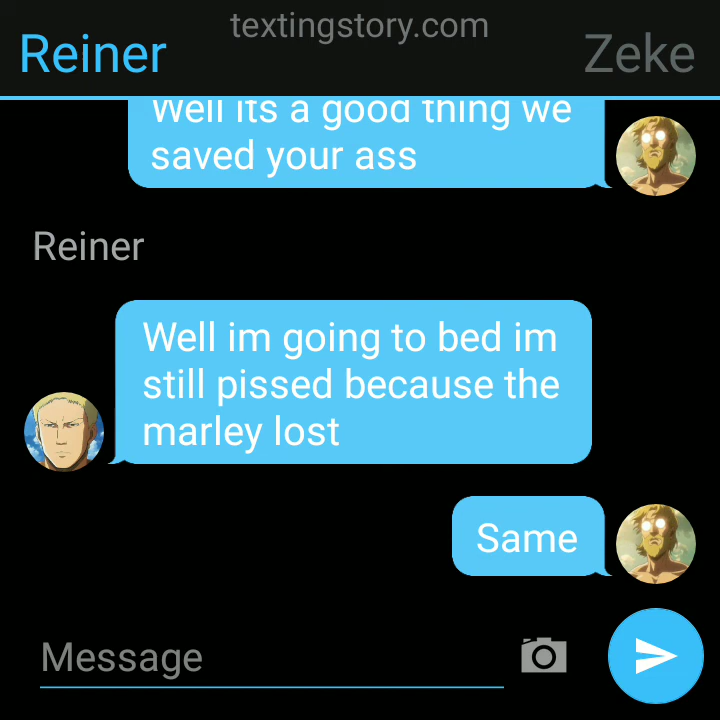 textingstory.com
Reiner
Zeke
Well its a good thing we
saved your ass
Reiner
Well im going to bed im
still pissed because the
marley lost
Same
Message